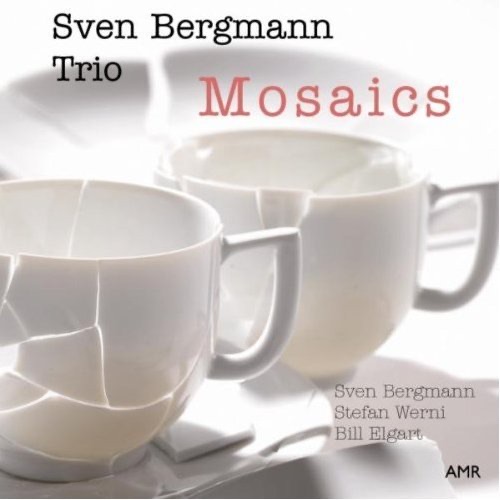 Sven Bergmann
Trio
Mosaics
Sven Bergmann
Stefan Werni
Bill Elgart
AMR